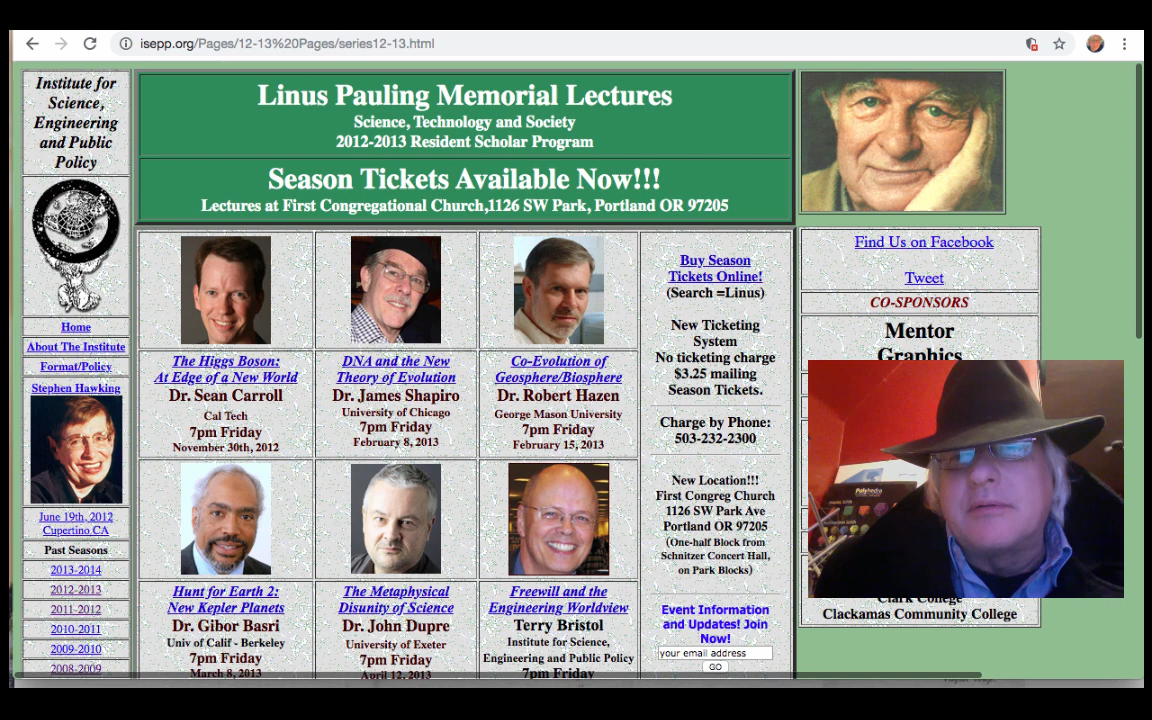 isepp.org/Pages/12-13%20Pages/series12-13.html
Institute for
Science,
Engineering
and Public
Policy
Home
About The Institute
Format/Policy
Stephen Hawking
June 19th, 2012
Cupertino CA
Past Seasons
2013-2014
2012-2013
2011-2012
2010-2011
2009-2010
2008-2009
Linus Pauling Memorial Lectures
Science, Technology and Society
2012-2013 Resident Scholar Program
Season Tickets Available Now!!!
Lectures at First Congregational Church,1126 SW Park, Portland OR 97205
The Higgs Boson:
At Edge of a New World
Dr. Sean Carroll
Cal Tech
7pm Friday
November 30th, 2012
DNA and the New
Theory of Evolution
Dr. James Shapiro
University of Chicago
7pm Friday
February 8, 2013
Co-Evolution of
Geosphere/Biosphere
Dr. Robert Hazen
George Mason University
7pm Friday
February 15, 2013
Hunt for Earth 2:
New Kepler Planets
Dr. Gibor Basri
Univ of Calif - Berkeley
7pm Friday
March 8, 2013
The Metaphysical
Disunity of Science
Dr. John Dupre
University of Exeter
7pm Friday
April 12, 2013
Freewill and the
Engineering Worldview
Terry Bristol
Institute for Science,
Engineering and Public Policy
7pm Friday
Buy Season
Tickets Online!
(Search =Linus)
New Ticketing
System
No ticketing charge
$3.25 mailing
Season Tickets.
Charge by Phone:
503-232-2300
New Location!!!
First Congreg Church
1126 SW Park Ave
Portland OR 97205
(One-half Block from
Schnitzer Concert Hall,
on Park Blocks)
Event Information
and Updates! Join
Now!
your email address
GO
Find Us on Facebook
Tweet
CO-SPONSORS
Mentor
Graphics
Polyhedra
Clark College
Clackamas Community College